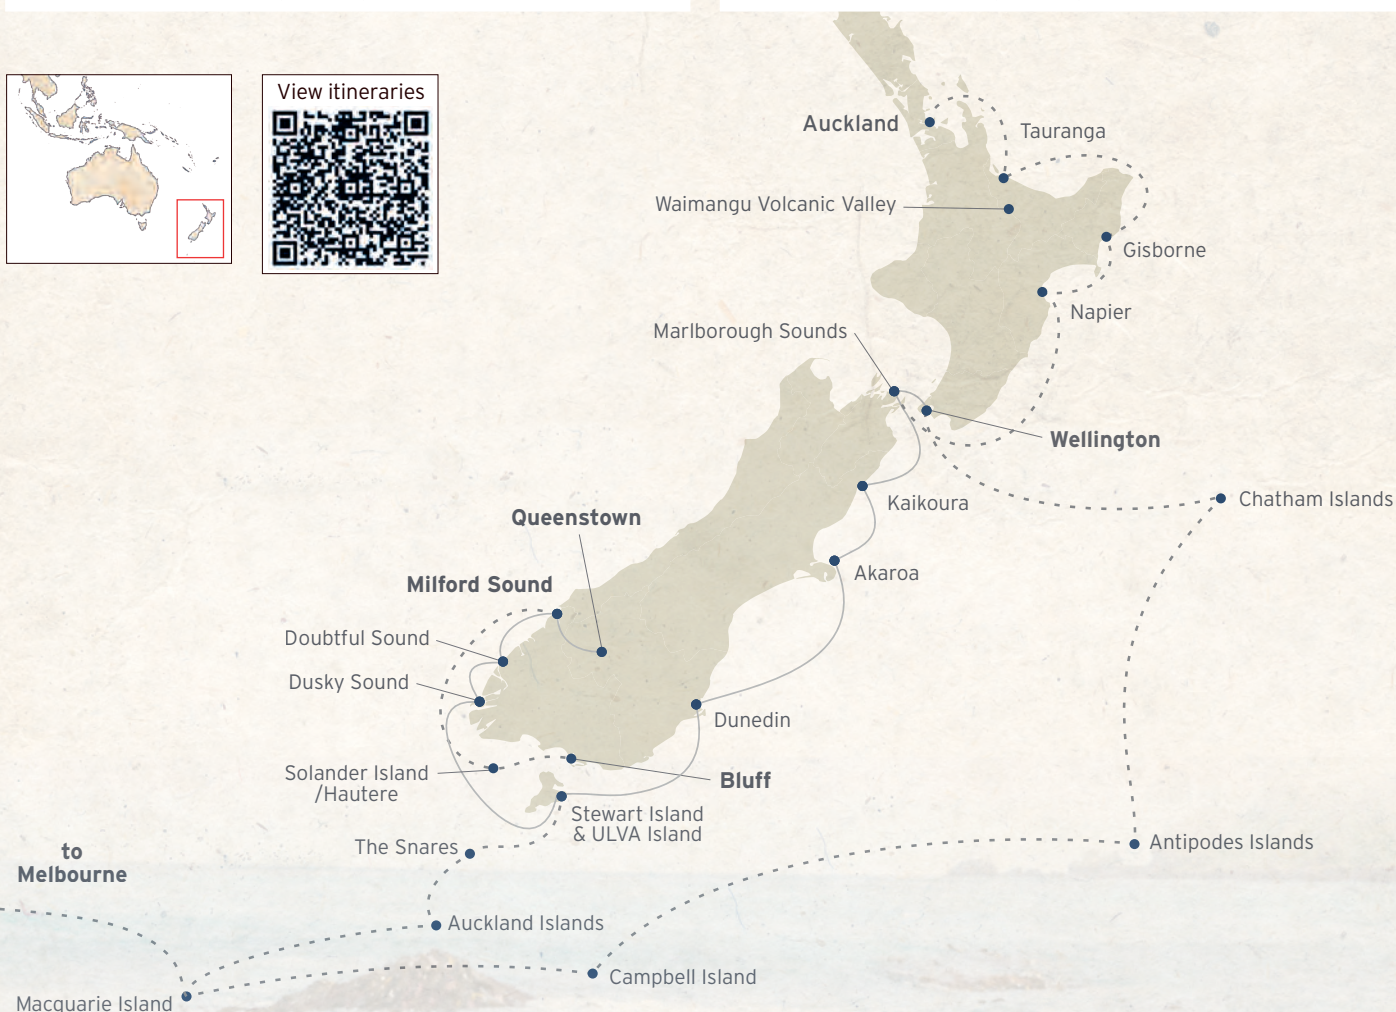 View itineraries
Auckland
Tauranga
Waimangu Volcanic Valley
Gisborne
Napier
Marlborough Sounds
Wellington
Chatham Islands
Kaikoura
Queenstown
Akaroa
Milford Sound
Doubtful Sound
Dusky Sound
Dunedin
Solander Island
/Hautere
Bluff
Stewart Island
& ULVA Island
The Snares
Antipodes Islands
to
Melbourne
Auckland Islands
Campbell Island
Macquarie Island